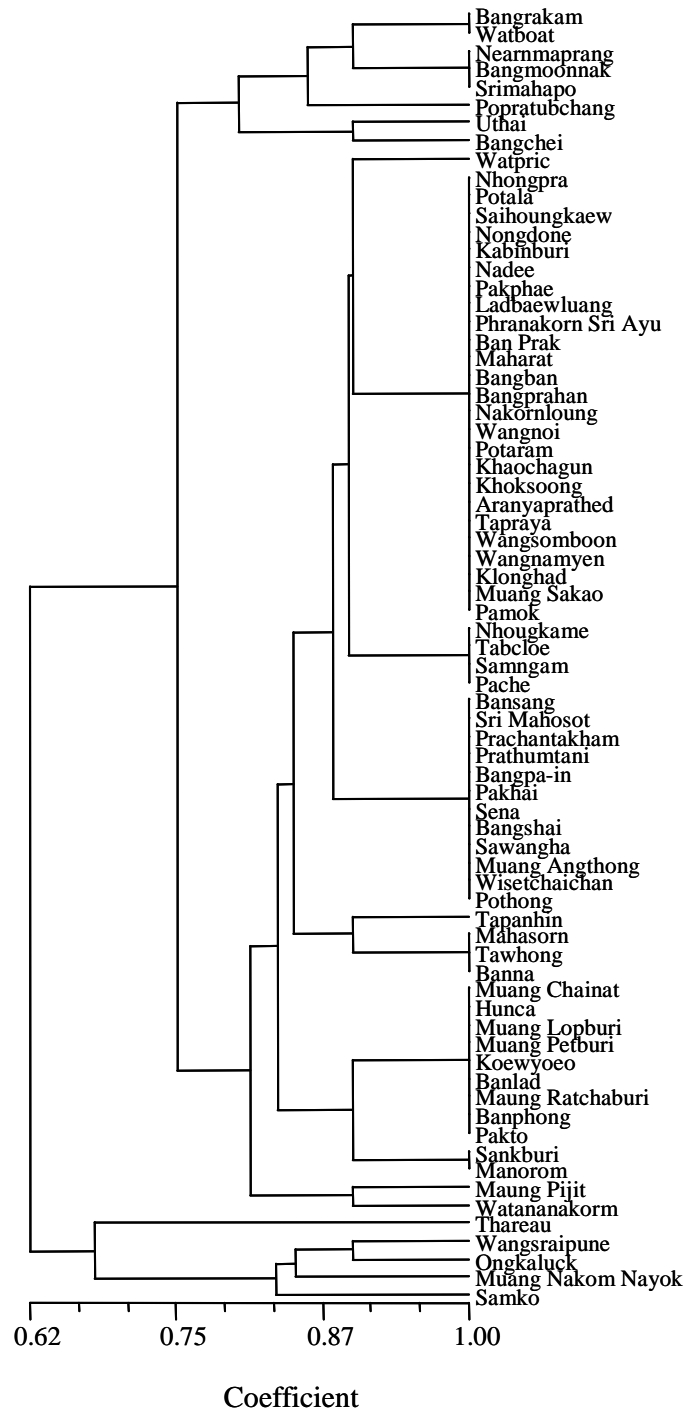 Bangrakam
Watboat
Nearnmaprang
Bangmoonnak
Srimahapo
Popratubchang
Uthai
Bangchei
Watpric
Nhongpra
Potala
Saihoungkaew
Nongdone
Kabinburi
Nadee
Pakphae
Ladbaewluang
Phranakorn Sri Ayu
Ban Prak
Maharat
Bangban
Bangprahan
Nakornloung
Wangnoi
Potaram
Khaochagun
Khoksoong
Aranyaprathed
Tapraya
Wangsomboon
Wangnamyen
Klonghad
Muang Sakao
Pamok
Nhougkame
Tabcloe
Samngam
Pache
Bansang
Sri Mahosot
Prachantakham
Prathumtani
Bangpa-in
Pakhai
Sena
Bangshai
Sawangha
Muang Angthong
Wisetchaichan
Pothong
Tapanhin
Mahasorn
Tawhong
Banna
Muang Chainat
Hunca
Muang Lopburi
Muang Petburi
Koewyoeo
Banlad
Maung Ratchaburi
Banphong
Pakto
Sankburi
Manorom
Maung Pijit
Watananakorm
Thareau
Wangsraipune
Ongkaluck
Muang Nakom Nayok
Samko
0.62 0.75 0.87 1.00
Coefficient